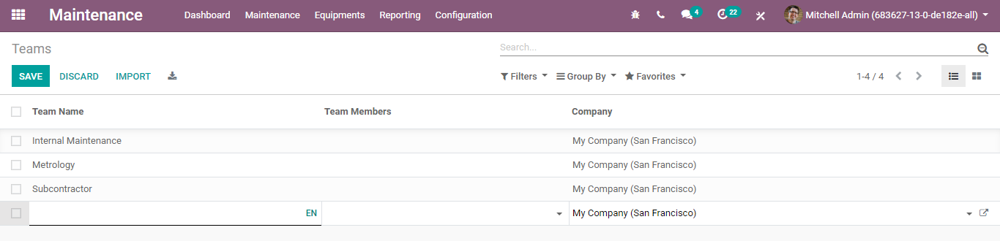 Maintenance Dashboard Maintenance Equipments Reporting Configuration 4 22 Mitchell Admin (683627-13-0-de182e-all)
Teams Search...
SAVE DISCARD IMPORT Filters Group By Favorites 1-4 / 4
Team Name Team Members Company
Internal Maintenance My Company (San Francisco)
Metrology My Company (San Francisco)
Subcontractor My Company (San Francisco)
EN My Company (San Francisco)